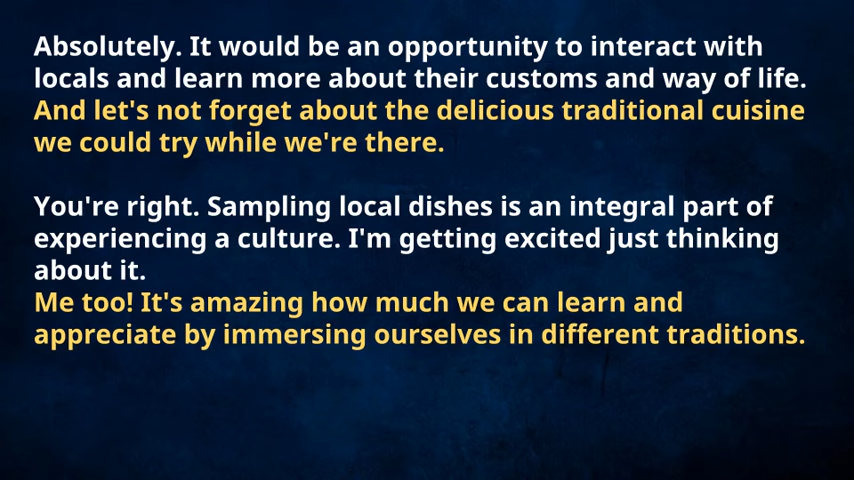 Absolutely. It would be an opportunity to interact with
locals and learn more about their customs and way of life.
And let's not forget about the delicious traditional cuisine
we could try while we're there.
You're right. Sampling local dishes is an integral part of
experiencing a culture. I'm getting excited just thinking
about it.
Me too! It's amazing how much we can learn and
appreciate by immersing ourselves in different traditions.